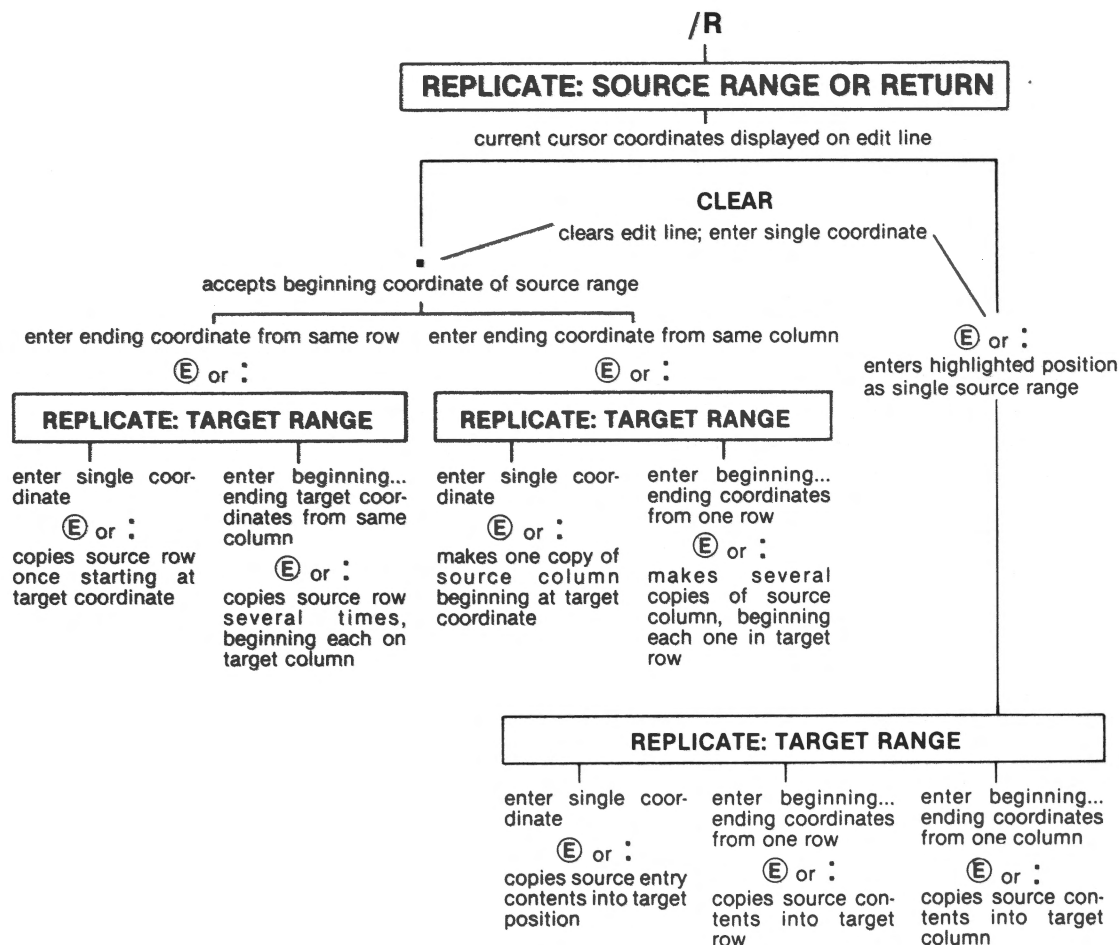 /R
REPLICATE: SOURCE RANGE OR RETURN
current cursor coordinates displayed on edit line
CLEAR
clears edit line; enter single coordinate
.
accepts beginning coordinate of source range
enter ending coordinate from same row
Ⓔ or :
REPLICATE: TARGET RANGE
enter single coor-
dinate
Ⓔ or :
copies source row
once starting at
target coordinate
enter beginning...
ending target coor-
dinates from same
column
Ⓔ or :
copies source row
several times,
beginning each on
target column
enter ending coordinate from same column
Ⓔ or :
REPLICATE: TARGET RANGE
enter single coor-
dinate
Ⓔ or :
makes one copy of
source column
beginning at target
coordinate
enter beginning...
ending coordinates
from one row
Ⓔ or :
makes several
copies of source
column, beginning
each one in target
row
Ⓔ or :
enters highlighted position
as single source range
REPLICATE: TARGET RANGE
enter single coor-
dinate
Ⓔ or :
copies source entry
contents into target
position
enter beginning...
ending coordinates
from one row
Ⓔ or :
copies source con-
tents into target
row
enter beginning...
ending coordinates
from one column
Ⓔ or :
copies source con-
tents into target
column